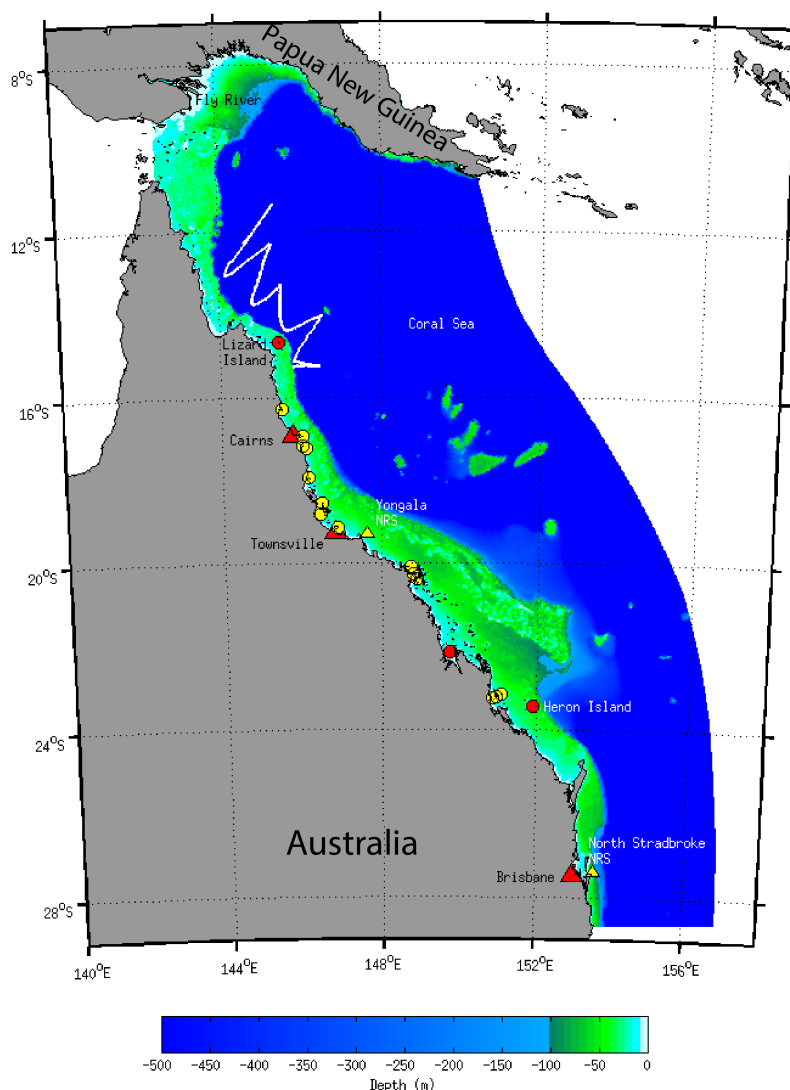 Papua New Guinea
8°S
Fly River
12°S
Coral Sea
Lizard
Island
16°S
Cairns
Yongala
NRS
Townsville
20°S
Heron Island
24°S
Australia
North Stradbroke
NRS
Brisbane
28°S
140°E
144°E
148°E
152°E
156°E
-500 -450 -400 -350 -300 -250 -200 -150 -100 -50 0
Depth (m)